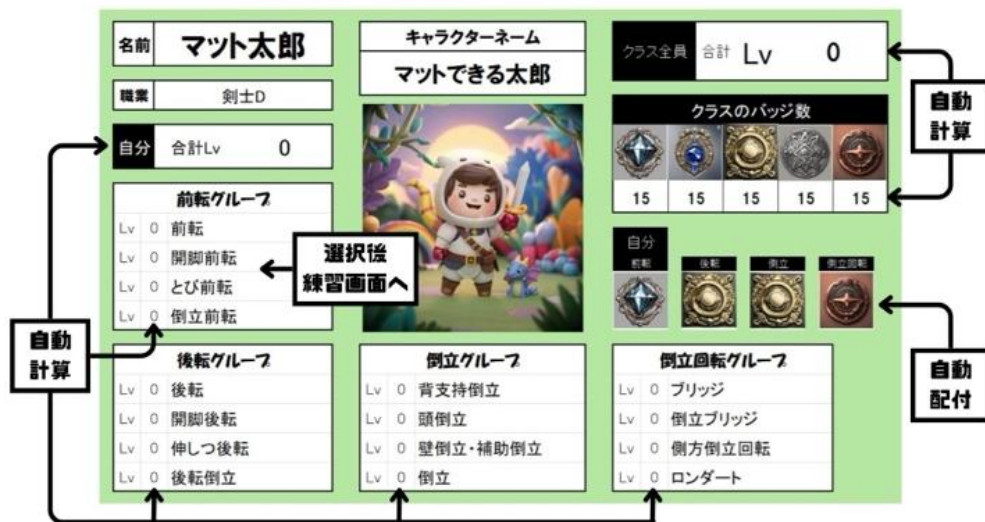 名前 マット太郎
職業 剣士D
自分 合計Lv 0
キャラクターネーム
マットできる太郎
クラス全員 合計 Lv 0
クラスのバッジ数
15 15 15 15 15
自動
計算
前転グループ
Lv 0 前転
Lv 0 開脚前転
Lv 0 とび前転
Lv 0 倒立前転
選択後
練習画面へ
自分
前転 後転 倒立 倒立回転
自動
計算
自動
配付
後転グループ
Lv 0 後転
Lv 0 開脚後転
Lv 0 伸しつ後転
Lv 0 後転倒立
倒立グループ
Lv 0 背支持倒立
Lv 0 頭倒立
Lv 0 壁倒立・補助倒立
Lv 0 倒立
倒立回転グループ
Lv 0 ブリッジ
Lv 0 倒立ブリッジ
Lv 0 側方倒立回転
Lv 0 ロンダート